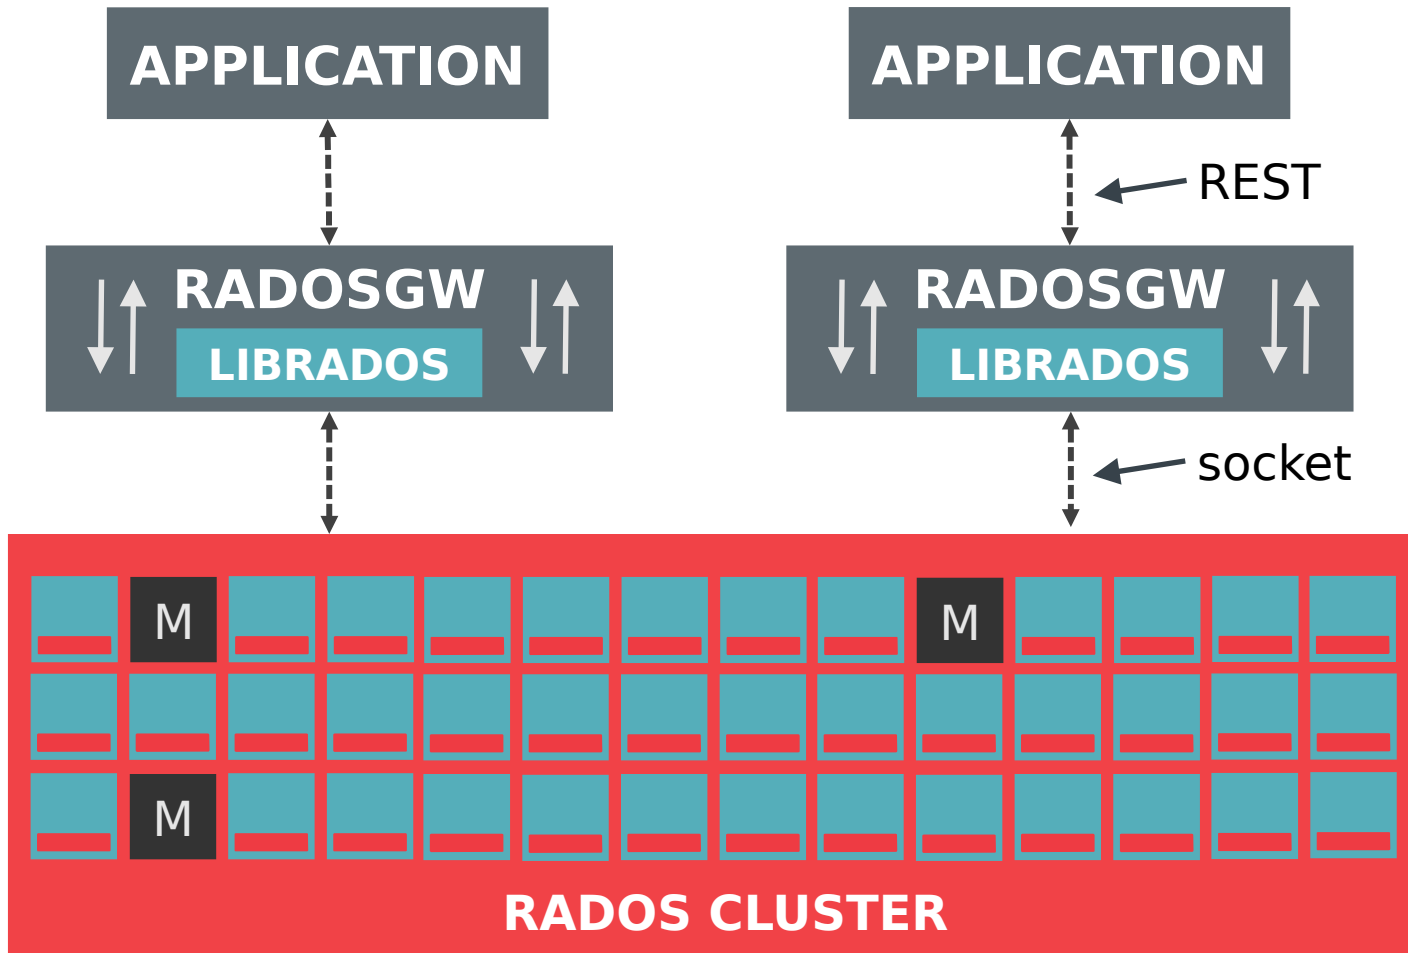 APPLICATION
APPLICATION
REST
RADOSGW
LIBRADOS
RADOSGW
LIBRADOS
socket
M
M
M
RADOS CLUSTER